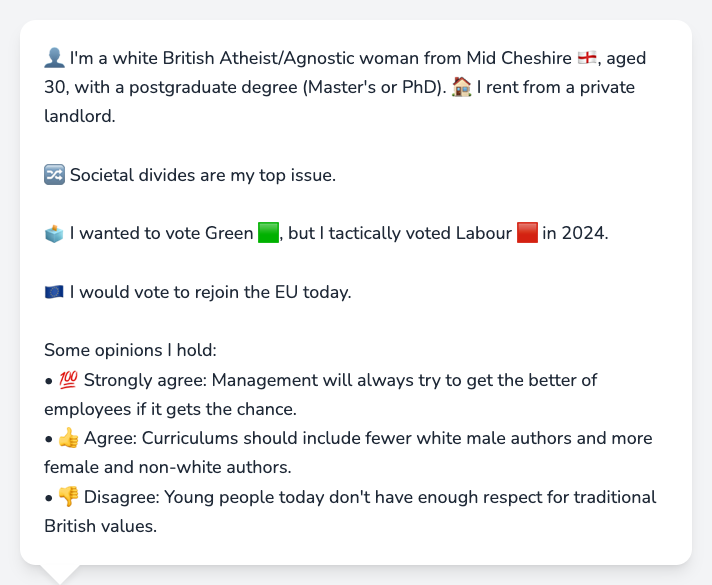 👤 I'm a white British Atheist/Agnostic woman from Mid Cheshire 🏴󠁧󠁢󠁥󠁮󠁧󠁿, aged
30, with a postgraduate degree (Master's or PhD). 🏠 I rent from a private
landlord.
🔀 Societal divides are my top issue.
🗳️ I wanted to vote Green 🟩, but I tactically voted Labour 🟥 in 2024.
🇪🇺 I would vote to rejoin the EU today.
Some opinions I hold:
• 💯 Strongly agree: Management will always try to get the better of
employees if it gets the chance.
• 👍 Agree: Curriculums should include fewer white male authors and more
female and non-white authors.
• 👎 Disagree: Young people today don't have enough respect for traditional
British values.